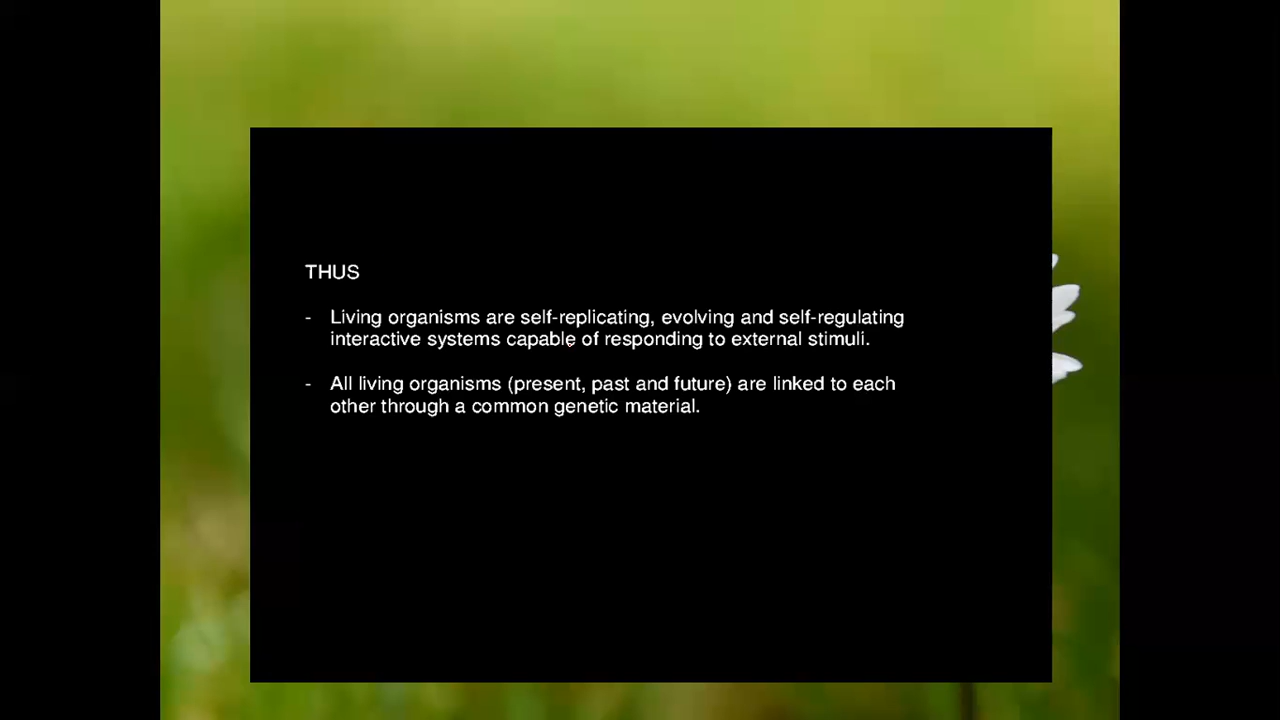 THUS
- Living organisms are self-replicating, evolving and self-regulating
interactive systems capable of responding to external stimuli.
- All living organisms (present, past and future) are linked to each
other through a common genetic material.